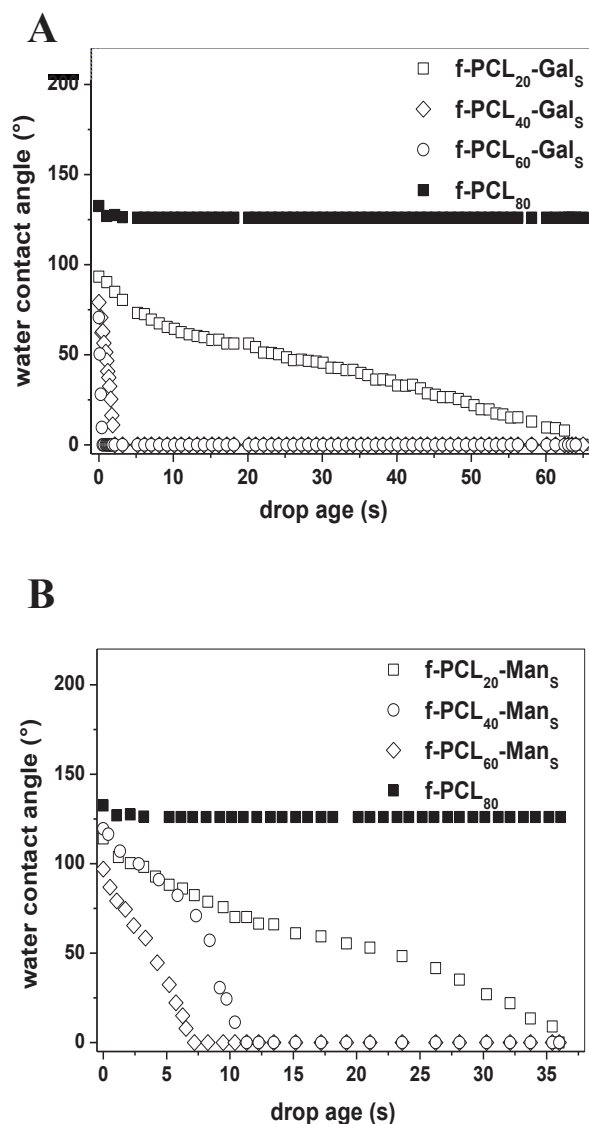 A
f-PCL20-GalS
f-PCL40-GalS
f-PCL60-GalS
f-PCL80
water contact angle (°)
200
150
100
50
0
0 10 20 30 40 50 60
drop age (s)
B
f-PCL20-ManS
f-PCL40-ManS
f-PCL60-ManS
f-PCL80
water contact angle (°)
200
150
100
50
0
0 5 10 15 20 25 30 35
drop age (s)